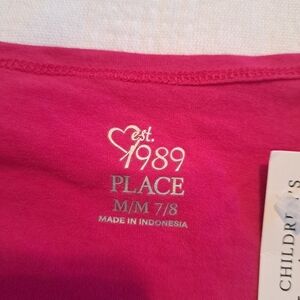 est.
1989
PLACE
M/M 7/8
MADE IN INDONESIA
CHILDREN'S